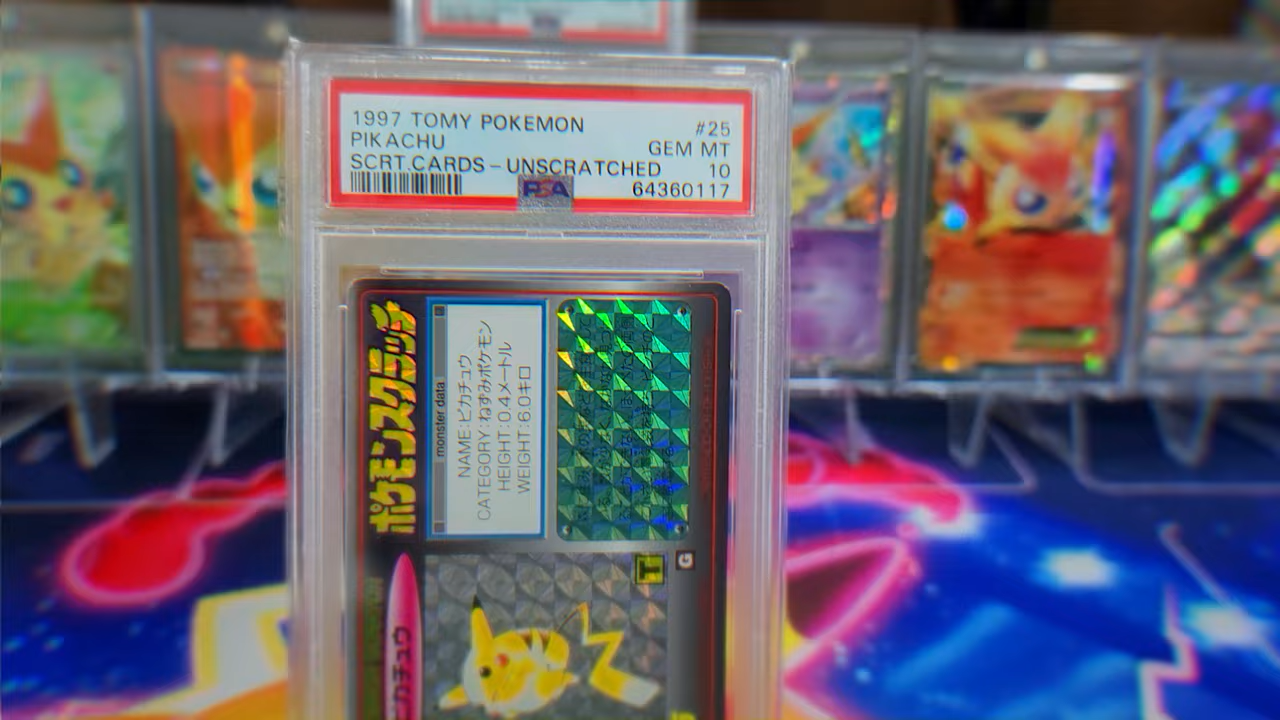 1997 TOMY POKEMON #25
PIKACHU GEM MT
SCRT.CARDS-UNSCRATCHED 10
PSA 64360117
ポケモンスクラッチ
monster data
NAME:ピカチュウ
CATEGORY:ねずみポケモン
HEIGHT:0.4メートル
WEIGHT:6.0キロ
T
G
ピカチュウ